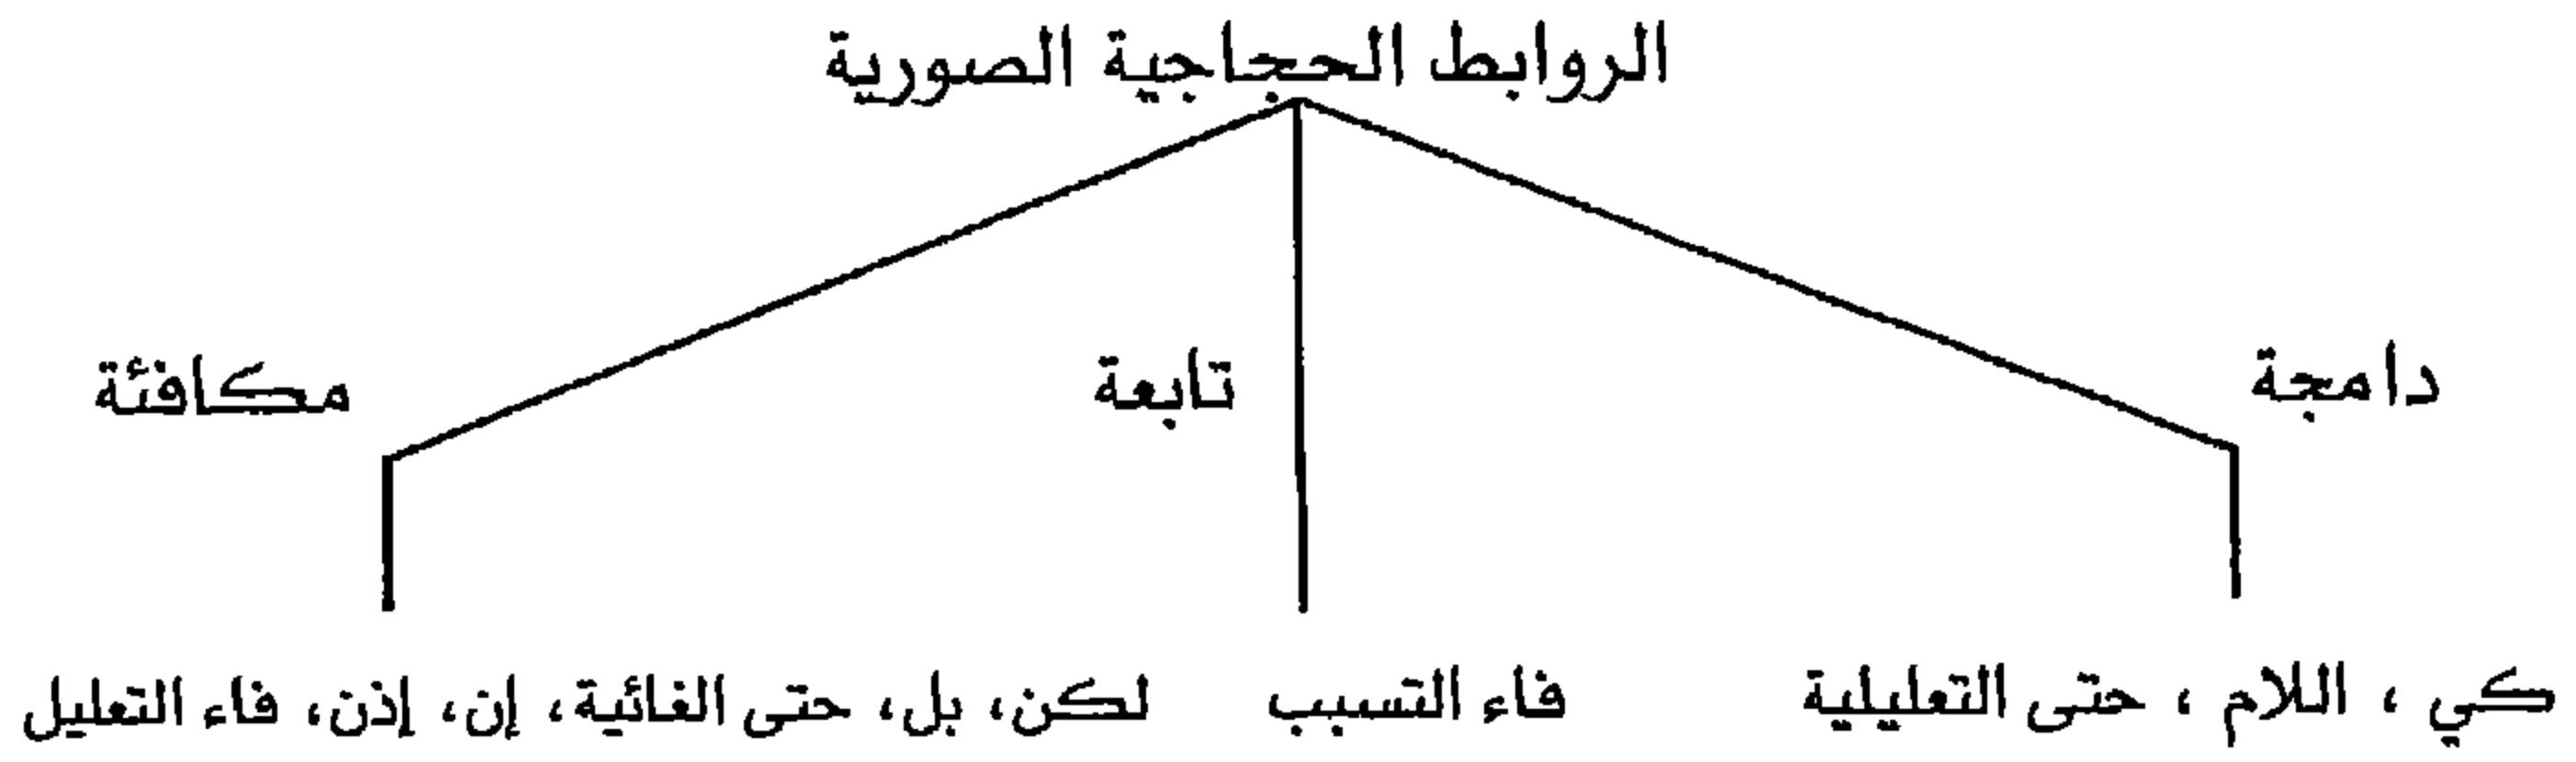 الروابط الحجاجية الصورية
دامجة
تابعة
مكافئة
كي ، اللام ، حتى التعليلية
فاء التسبب
لكن، بل، حتى الغائية، إن، إذن، فاء التعليل